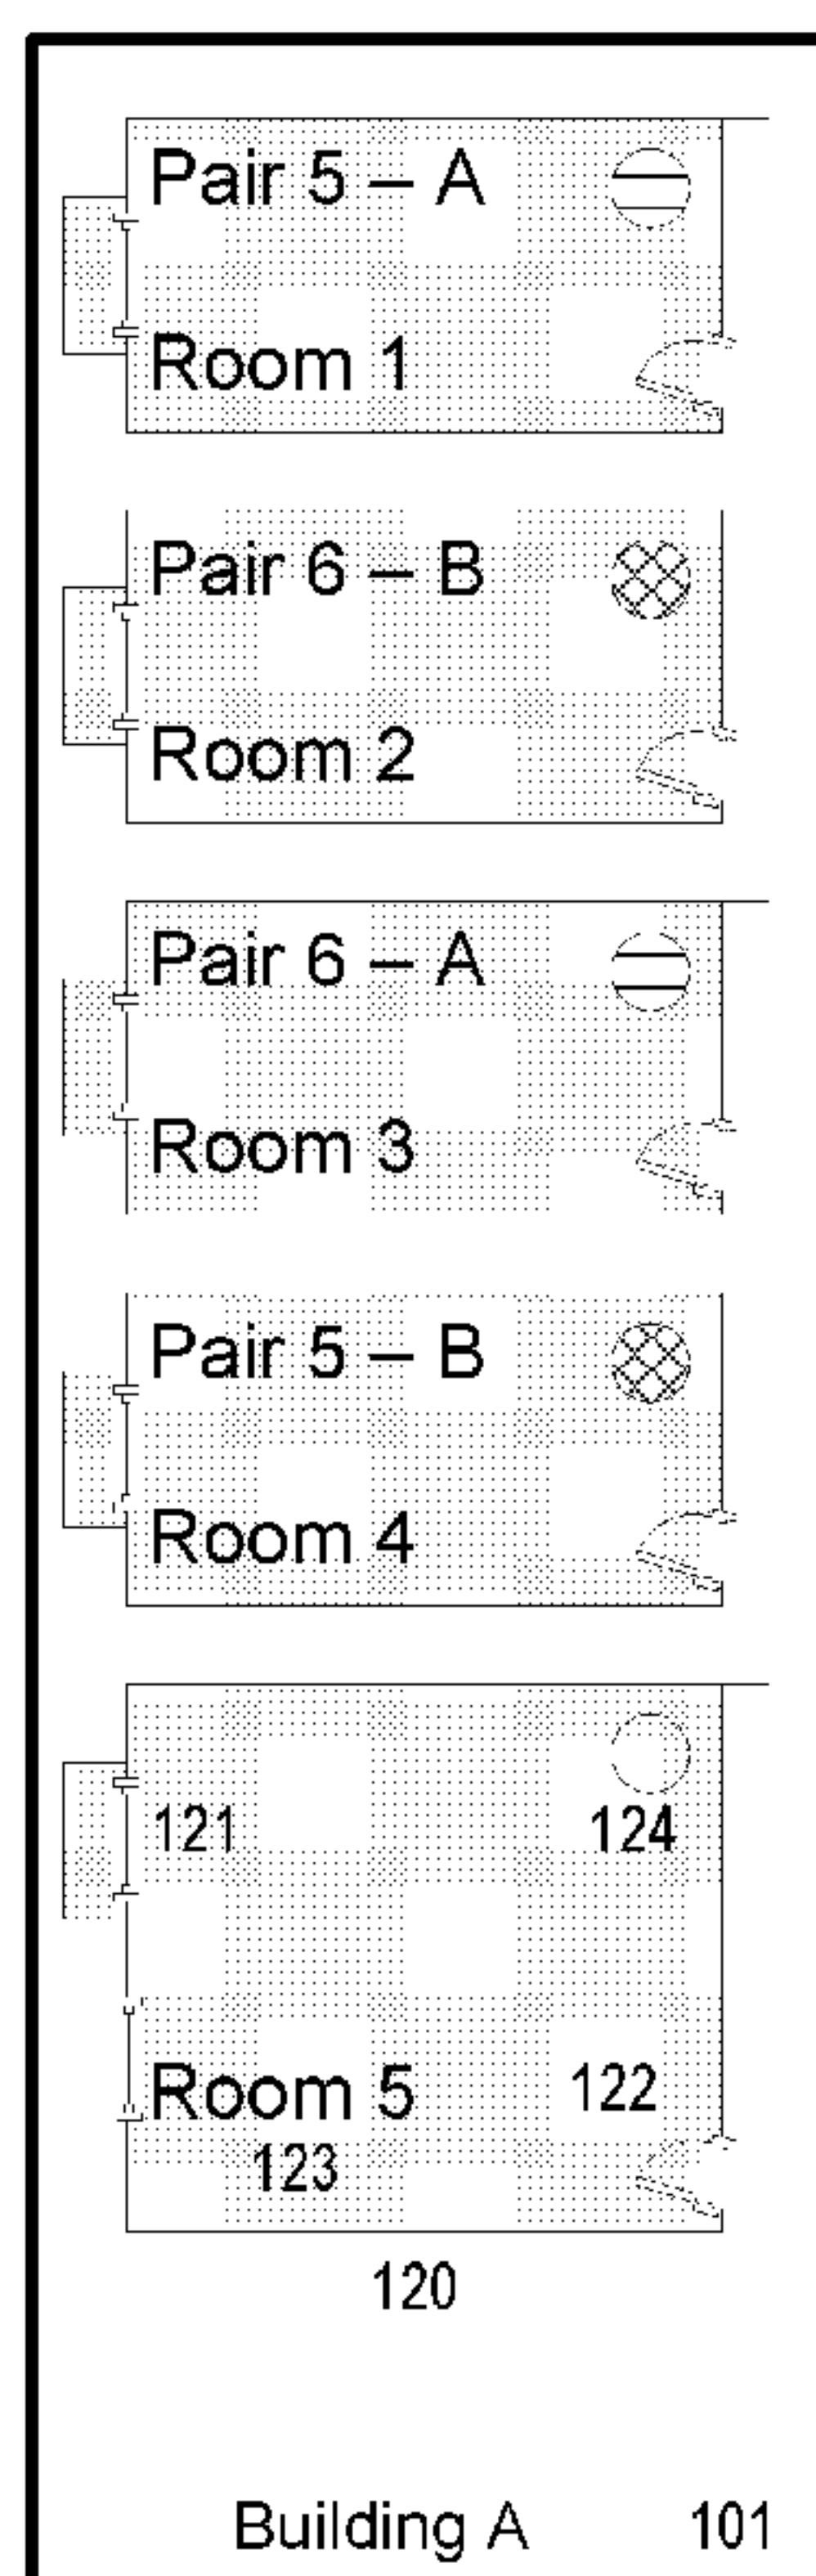 Pair 5 – A
Room 1
Pair 6 – B
Room 2
Pair 6 – A
Room 3
Pair 5 – B
Room 4
121 124
Room 5 122
123
120
Building A 101